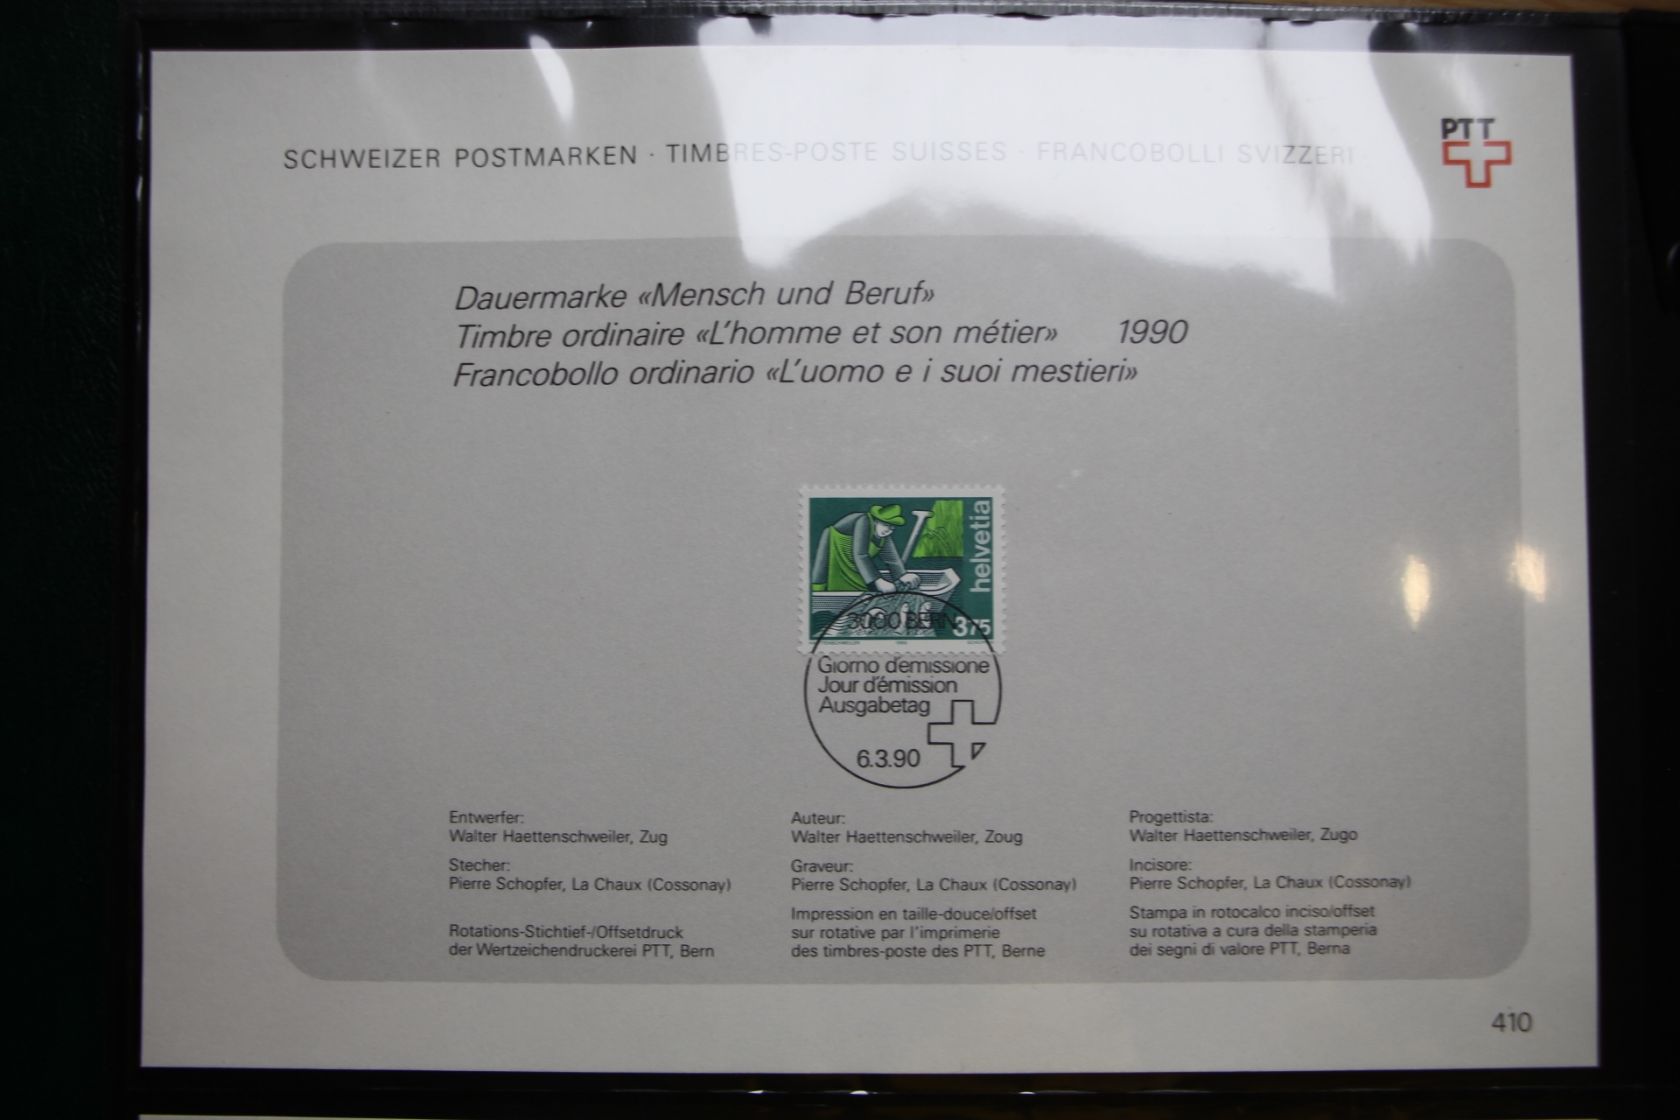 SCHWEIZER POSTMARKEN · TIMBRES-POSTE SUISSES · FRANCOBOLLI SVIZZERI
PTT
Dauermarke «Mensch und Beruf»
Timbre ordinaire «L'homme et son métier» 1990
Francobollo ordinario «L'uomo e i suoi mestieri»
helvetia
375
3000 BERN
Giorno d'emissione
Jour d'émission
Ausgabetag
6.3.90
Entwerfer:
Walter Haettenschweiler, Zug
Stecher:
Pierre Schopfer, La Chaux (Cossonay)
Rotations-Stichtief-/Offsetdruck
der Wertzeichendruckerei PTT, Bern
Auteur:
Walter Haettenschweiler, Zoug
Graveur:
Pierre Schopfer, La Chaux (Cossonay)
Impression en taille-douce/offset
sur rotative par l'imprimerie
des timbres-poste des PTT, Berne
Progettista:
Walter Haettenschweiler, Zugo
Incisore:
Pierre Schopfer, La Chaux (Cossonay)
Stampa in rotocalco inciso/offset
su rotativa a cura della stamperia
dei segni di valore PTT, Berna
410